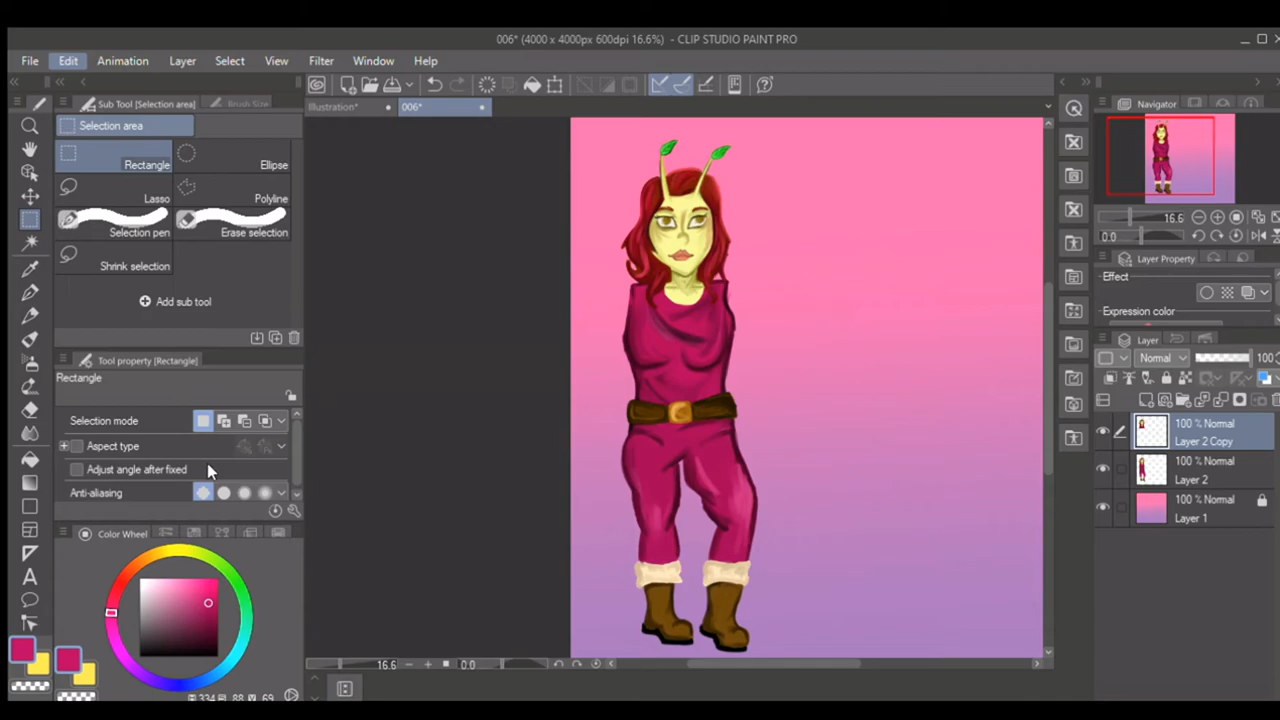 006* (4000 x 4000px 600dpi 16.6%) - CLIP STUDIO PAINT PRO
File Edit Animation Layer Select View Filter Window Help
Sub Tool [Selection area] Brush Size
Illustration* 006*
Selection area
Rectangle Ellipse
Lasso Polyline
Selection pen Erase selection
Shrink selection
Add sub tool
Tool property [Rectangle]
Rectangle
Selection mode
Aspect type
Adjust angle after fixed
Anti-aliasing
Color Wheel
334 88 69
16.6 0.0
Navigator
16.6
0.0
Layer Property
Effect
Expression color
Layer
Normal 100
100 % Normal
Layer 2 Copy
100 % Normal
Layer 2
100 % Normal
Layer 1